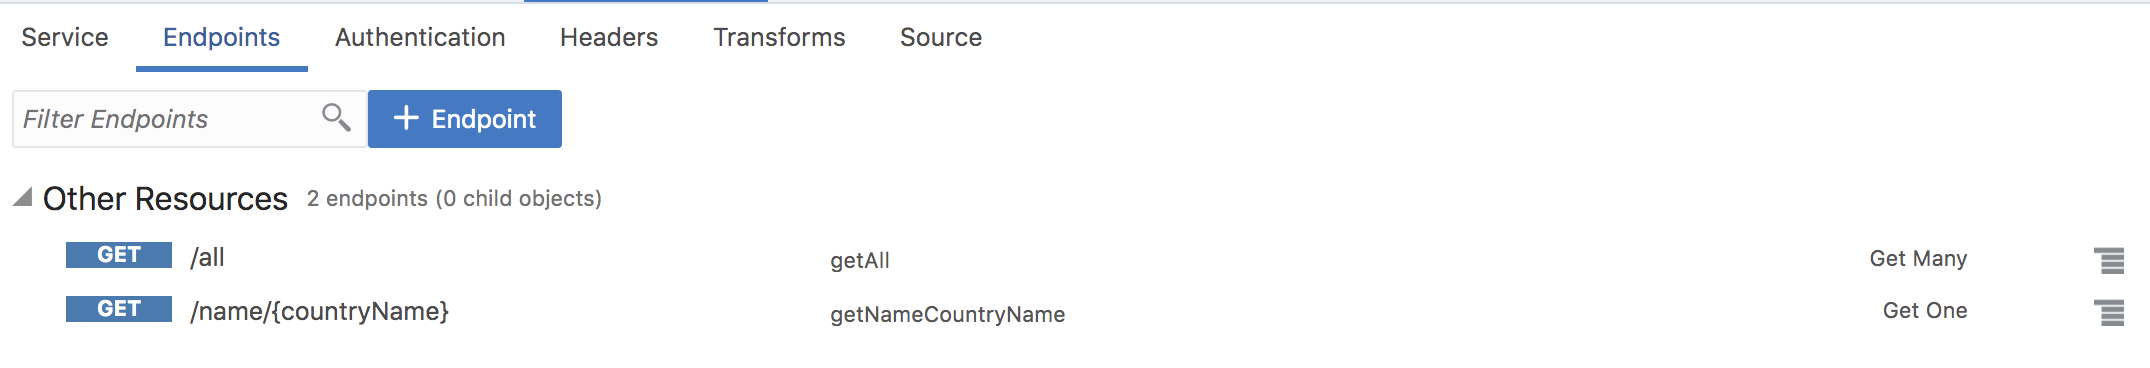 Service Endpoints Authentication Headers Transforms Source
Filter Endpoints + Endpoint
Other Resources 2 endpoints (0 child objects)
GET /all getAll Get Many
GET /name/{countryName} getNameCountryName Get One